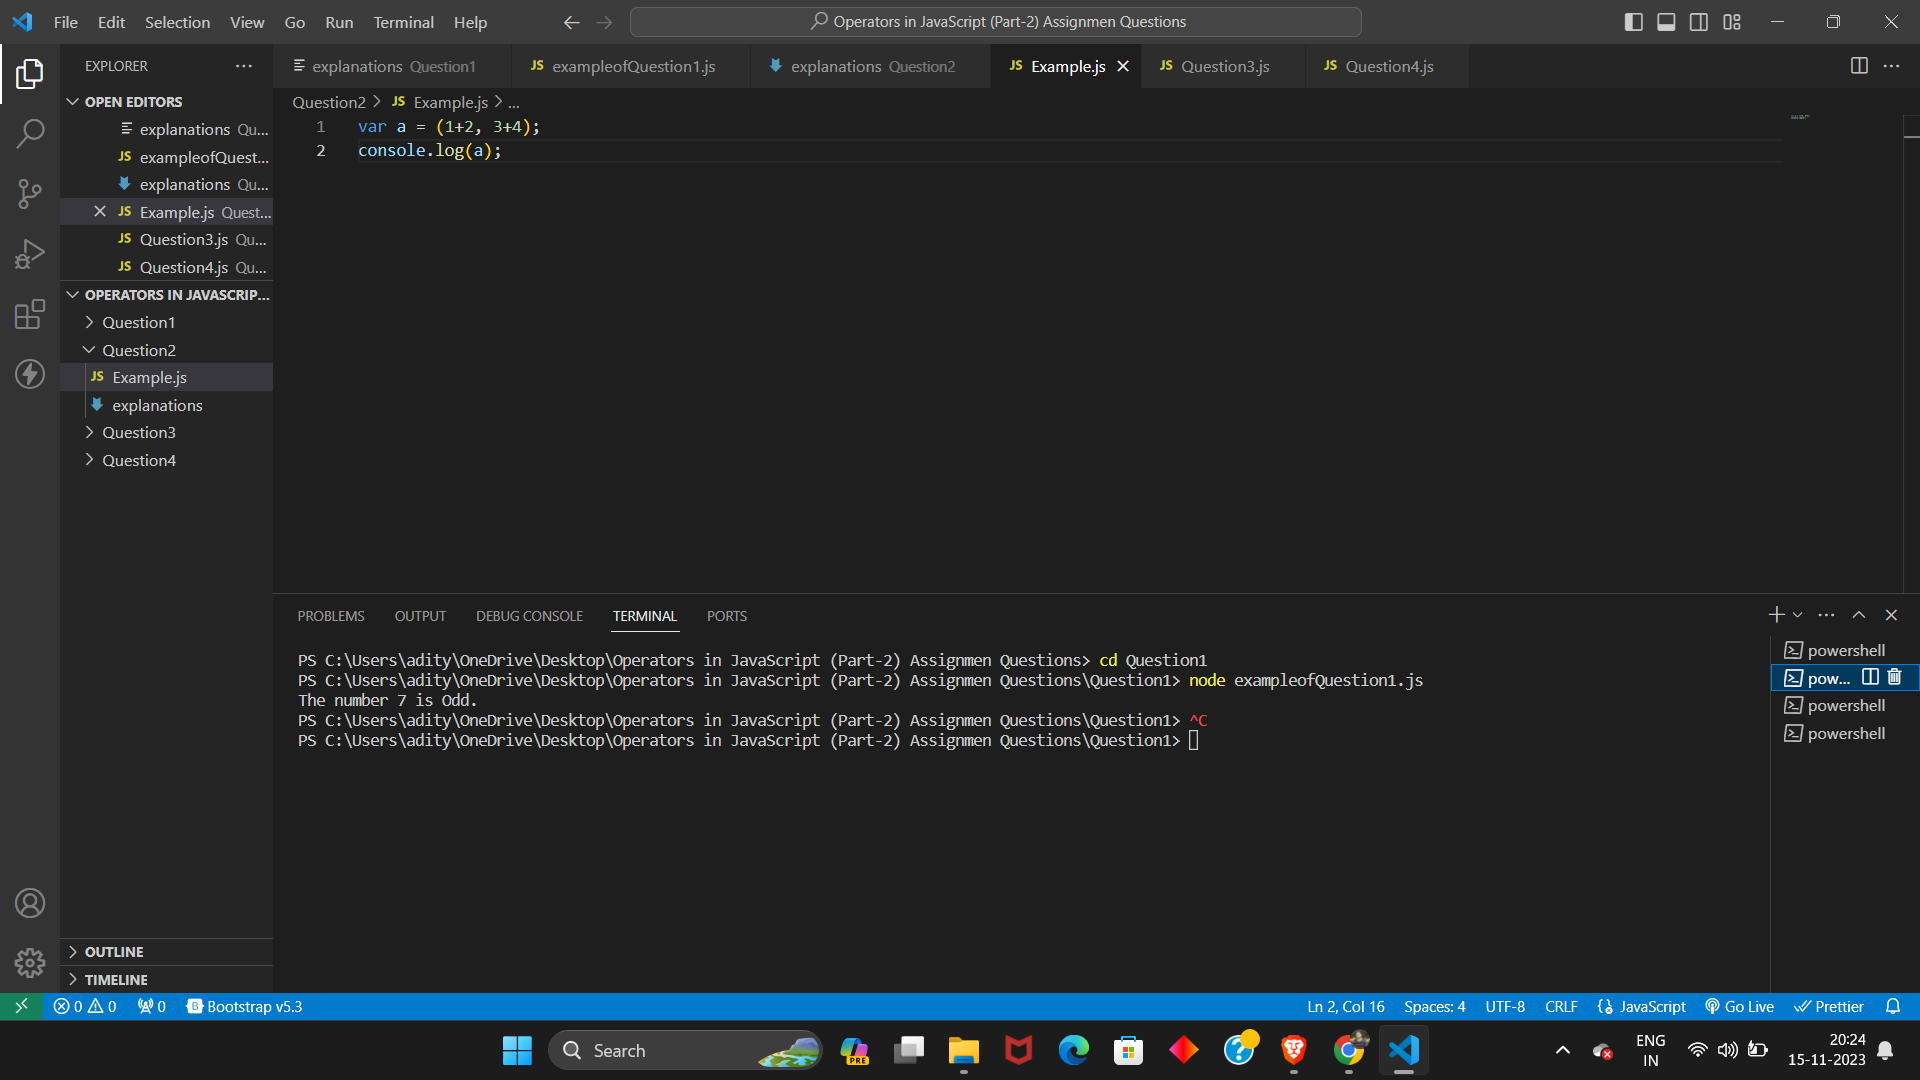 File Edit Selection View Go Run Terminal Help
Operators in JavaScript (Part-2) Assignmen Questions
EXPLORER
OPEN EDITORS
explanations Qu...
JS exampleofQuest...
explanations Qu...
JS Example.js Quest...
JS Question3.js Qu...
JS Question4.js Qu...
OPERATORS IN JAVASCRIP...
Question1
Question2
JS Example.js
explanations
Question3
Question4
OUTLINE
TIMELINE
explanations Question1
JS exampleofQuestion1.js
explanations Question2
JS Example.js
JS Question3.js
JS Question4.js
Question2 > JS Example.js > ...
1 var a = (1+2, 3+4);
2 console.log(a);
PROBLEMS OUTPUT DEBUG CONSOLE TERMINAL PORTS
PS C:\Users\adity\OneDrive\Desktop\Operators in JavaScript (Part-2) Assignmen Questions> cd Question1
PS C:\Users\adity\OneDrive\Desktop\Operators in JavaScript (Part-2) Assignmen Questions\Question1> node exampleofQuestion1.js
The number 7 is Odd.
PS C:\Users\adity\OneDrive\Desktop\Operators in JavaScript (Part-2) Assignmen Questions\Question1> ^C
PS C:\Users\adity\OneDrive\Desktop\Operators in JavaScript (Part-2) Assignmen Questions\Question1>
powershell
pow...
powershell
powershell
0 0 0 Bootstrap v5.3
Ln 2, Col 16 Spaces: 4 UTF-8 CRLF {} JavaScript Go Live Prettier
Search
PRE
ENG
IN
20:24
15-11-2023